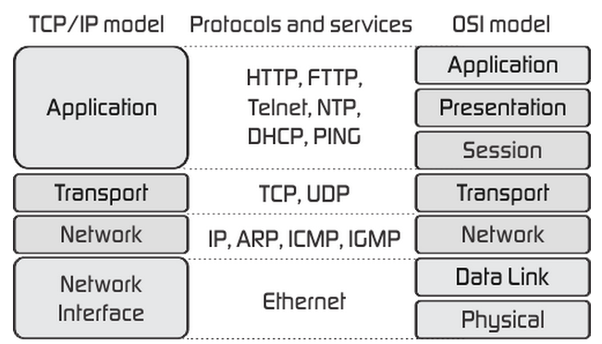 TCP/IP model Protocols and services OSI model
Application
HTTP, FTTP,
Telnet, NTP,
DHCP, PING
Application
Presentation
Session
Transport TCP, UDP Transport
Network IP, ARP, ICMP, IGMP Network
Network
Interface
Ethernet
Data Link
Physical